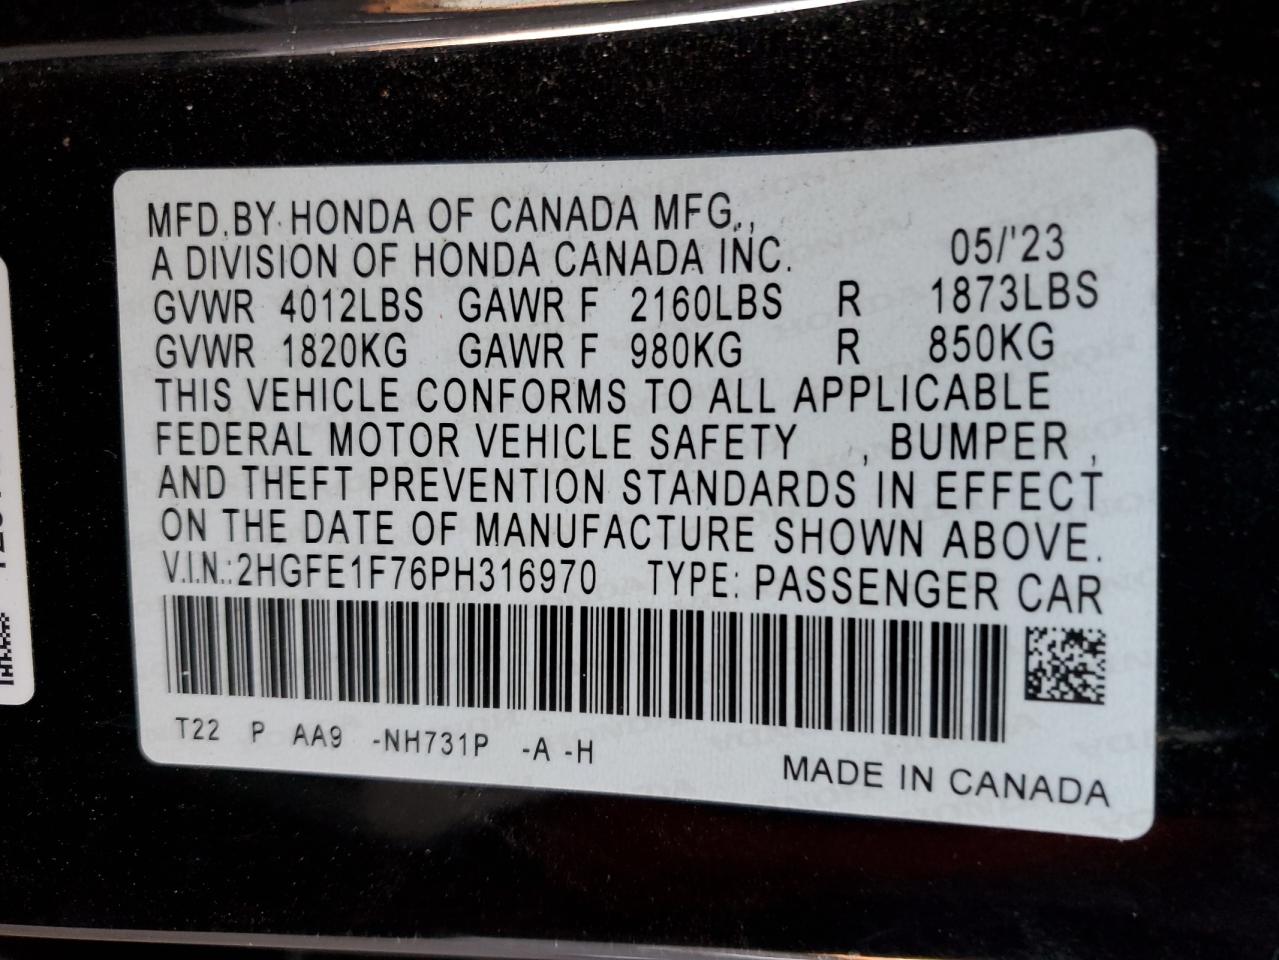 MFD.BY HONDA OF CANADA MFG.,
A DIVISION OF HONDA CANADA INC. 05/'23
GVWR 4012LBS GAWR F 2160LBS R 1873LBS
GVWR 1820KG GAWR F 980KG R 850KG
THIS VEHICLE CONFORMS TO ALL APPLICABLE
FEDERAL MOTOR VEHICLE SAFETY , BUMPER ,
AND THEFT PREVENTION STANDARDS IN EFFECT
ON THE DATE OF MANUFACTURE SHOWN ABOVE.
V.I.N.:2HGFE1F76PH316970 TYPE: PASSENGER CAR
T22 P AA9 -NH731P -A -H
MADE IN CANADA